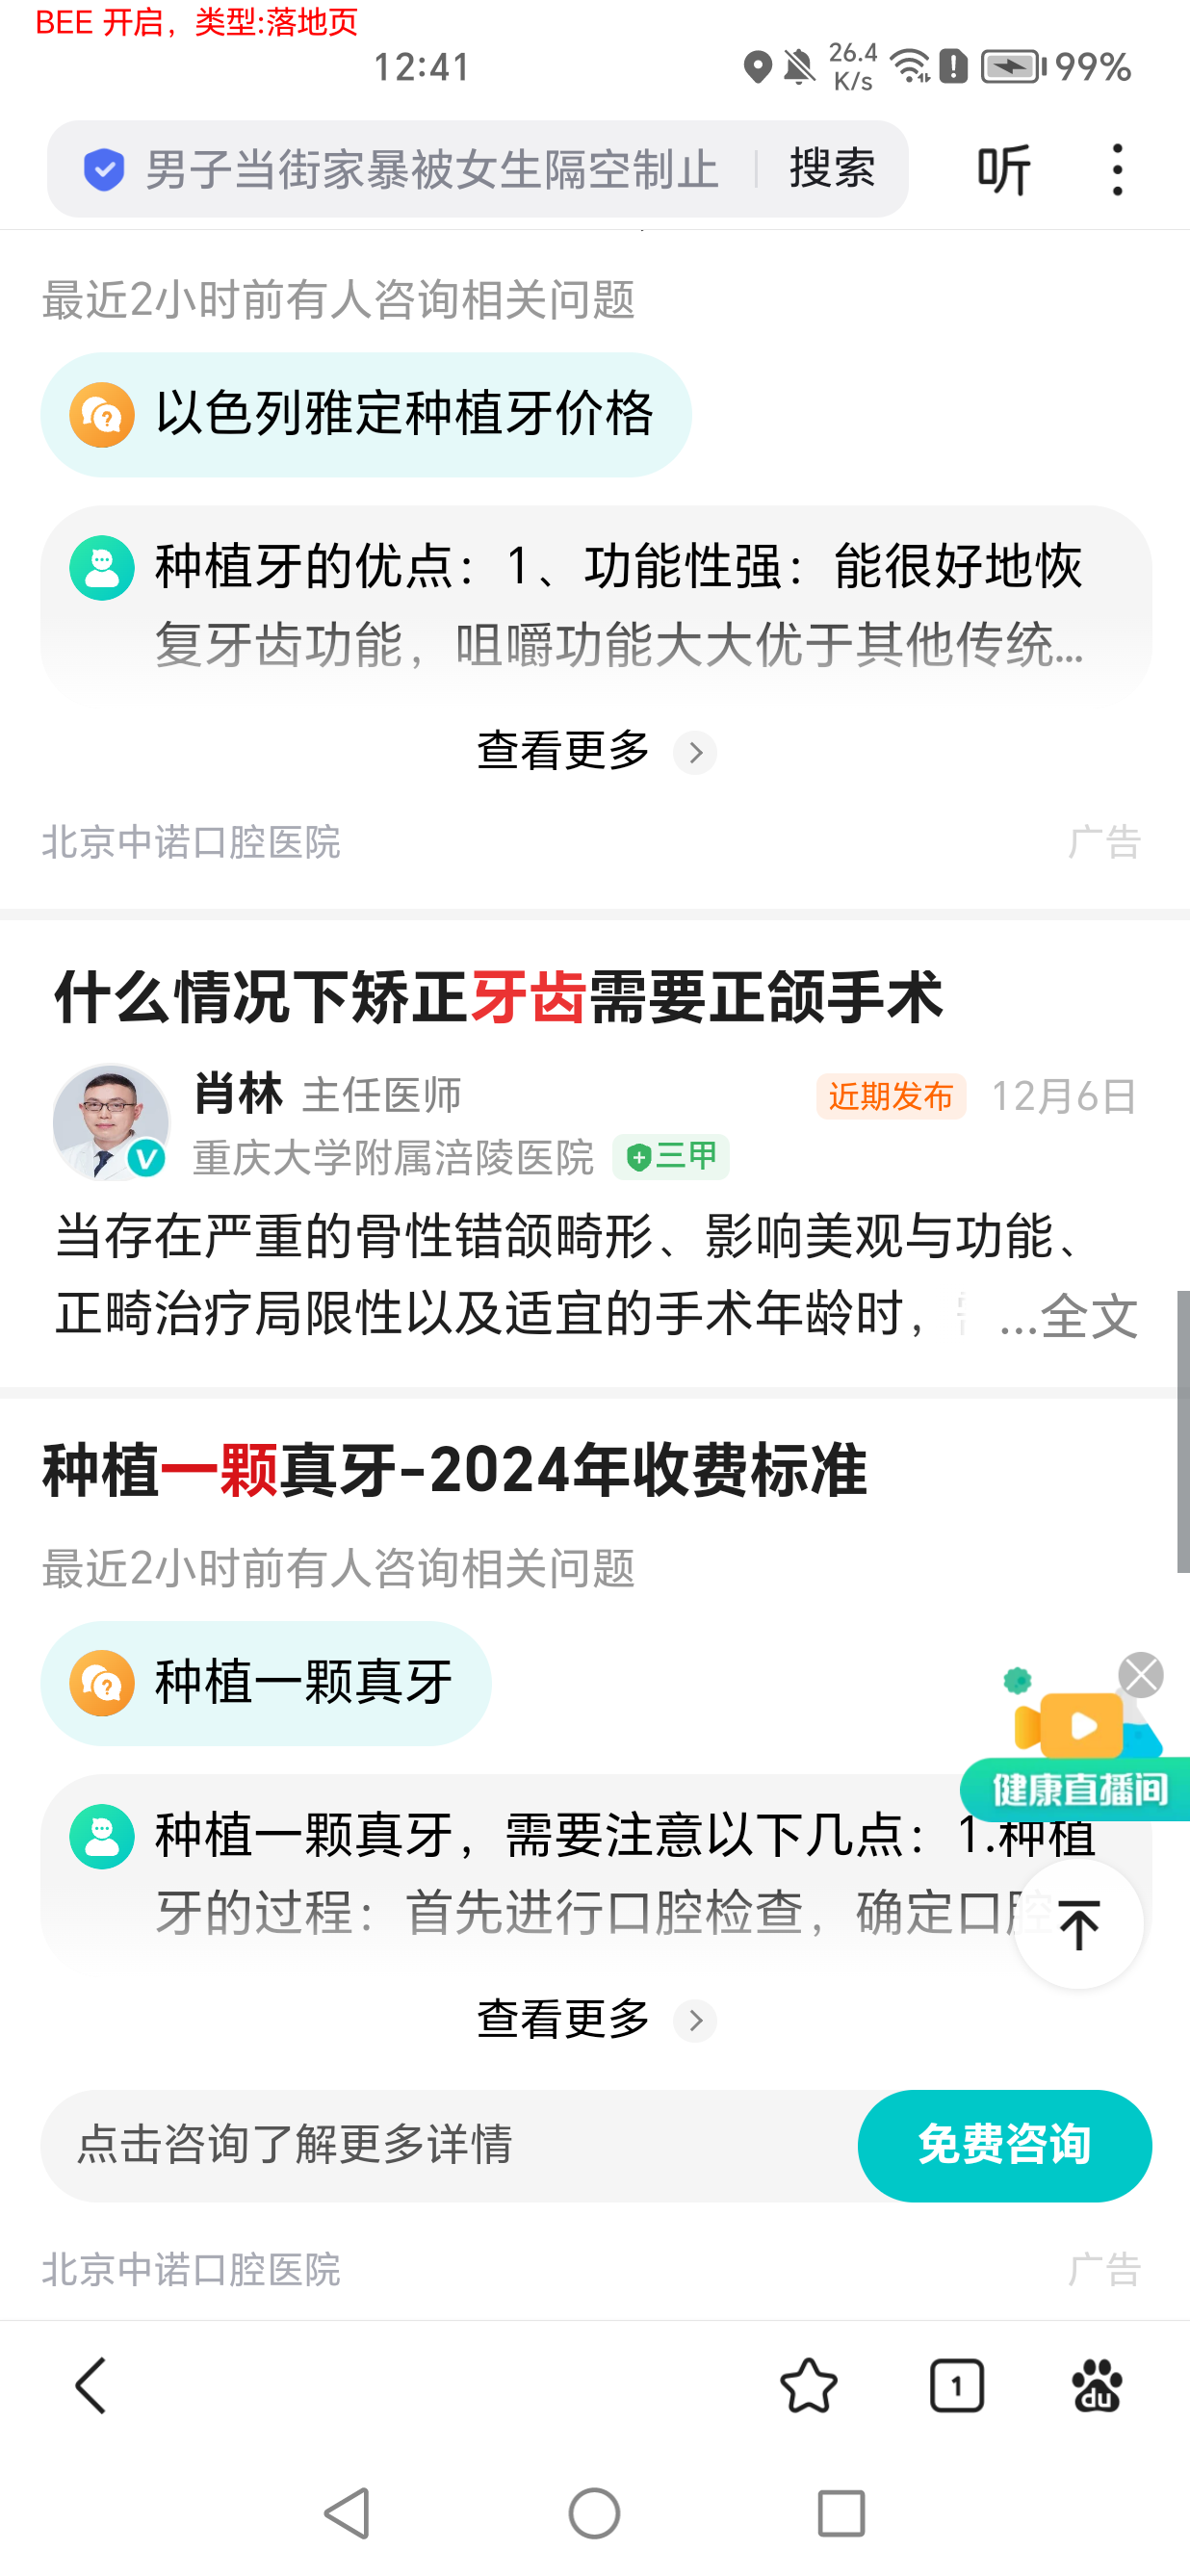 BEE 开启，类型:落地页
12:41
26.4
K/s
99%
男子当街家暴被女生隔空制止
搜索
听
最近2小时前有人咨询相关问题
以色列雅定种植牙价格
种植牙的优点：1、功能性强：能很好地恢
复牙齿功能，咀嚼功能大大优于其他传统...
查看更多
北京中诺口腔医院
广告
什么情况下矫正牙齿需要正颌手术
肖林 主任医师
近期发布 12月6日
重庆大学附属涪陵医院 三甲
当存在严重的骨性错颌畸形、影响美观与功能、
正畸治疗局限性以及适宜的手术年龄时， ...全文
种植一颗真牙-2024年收费标准
最近2小时前有人咨询相关问题
种植一颗真牙
健康直播间
种植一颗真牙，需要注意以下几点：1.种植
牙的过程：首先进行口腔检查，确定口腔
查看更多
点击咨询了解更多详情
免费咨询
北京中诺口腔医院
广告
1
du